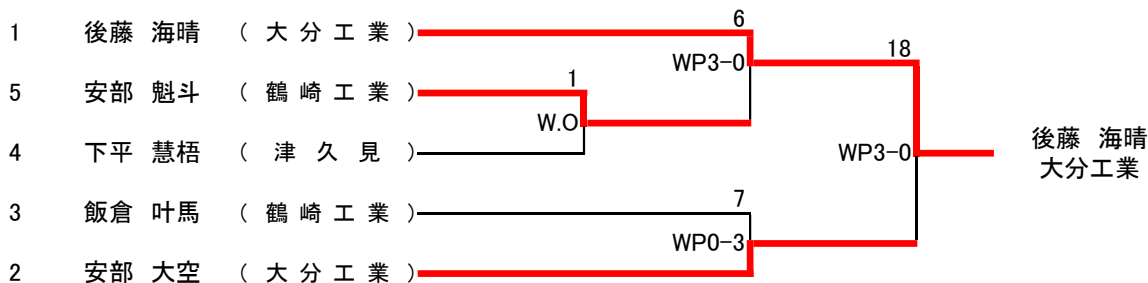 6
1 後藤 海晴 ( 大 分 工 業 )
18
WP3-0
1
5 安部 魁斗 ( 鶴 崎 工 業 )
W.O
後藤 海晴
4 下平 慧梧 ( 津 久 見 )
WP3-0
大分工業
7
3 飯倉 叶馬 ( 鶴 崎 工 業 )
WP0-3
2 安部 大空 ( 大 分 工 業 )